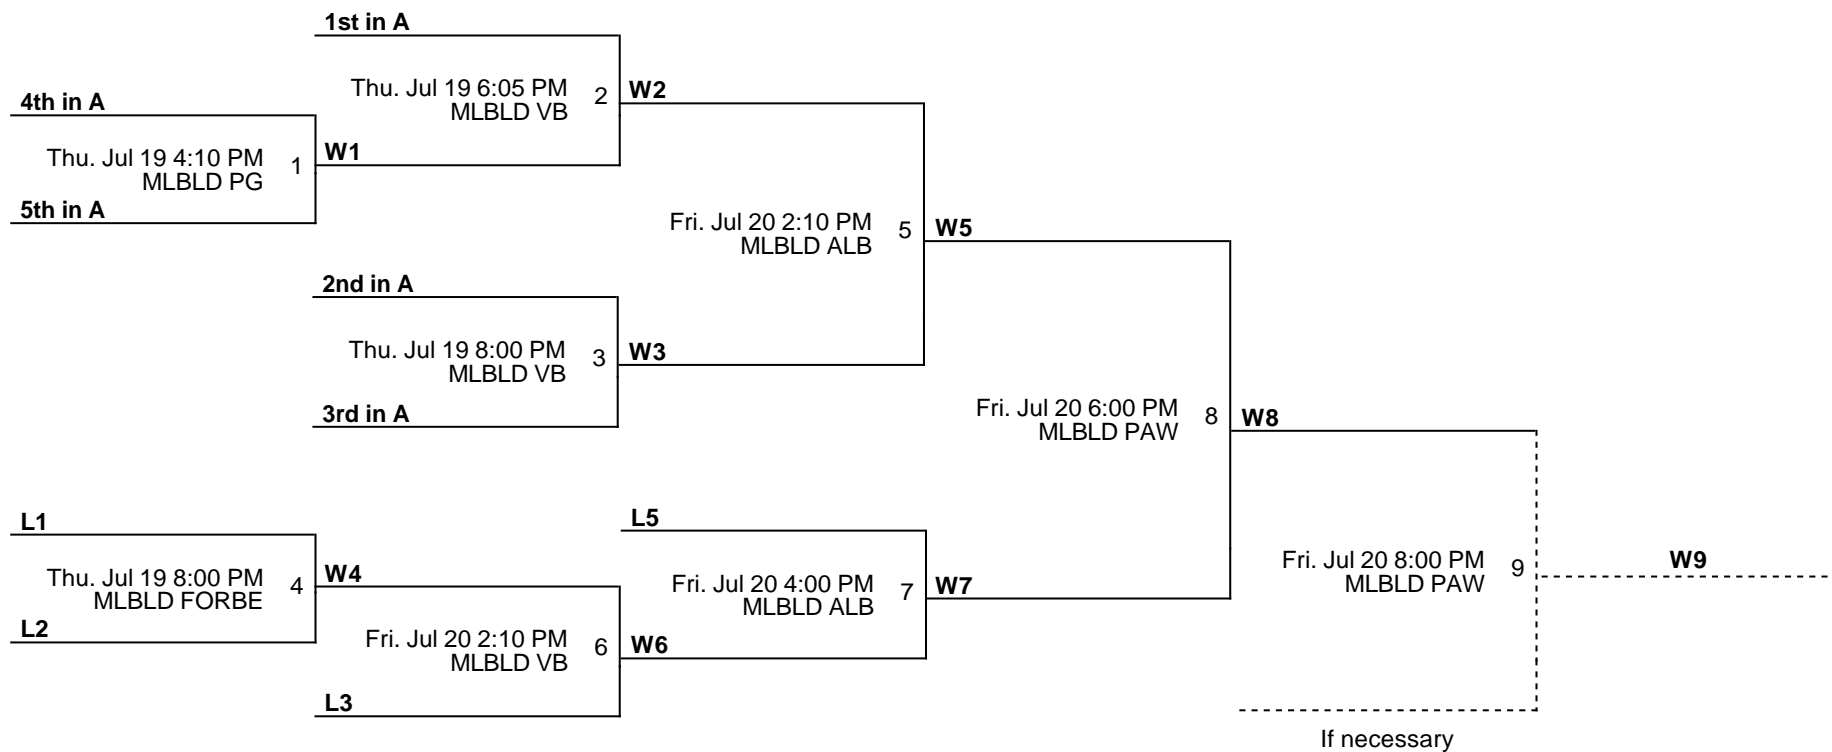 1st in A
Thu. Jul 19 6:05 PM
MLBLD VB
2
W2
4th in A
Thu. Jul 19 4:10 PM
MLBLD PG
1
W1
5th in A
Fri. Jul 20 2:10 PM
MLBLD ALB
5
W5
2nd in A
Thu. Jul 19 8:00 PM
MLBLD VB
3
W3
3rd in A
Fri. Jul 20 6:00 PM
MLBLD PAW
8
W8
L1
Thu. Jul 19 8:00 PM
MLBLD FORBE
4
W4
L2
L5
Fri. Jul 20 4:00 PM
MLBLD ALB
7
W7
Fri. Jul 20 2:10 PM
MLBLD VB
6
W6
L3
Fri. Jul 20 8:00 PM
MLBLD PAW
9
W9
If necessary